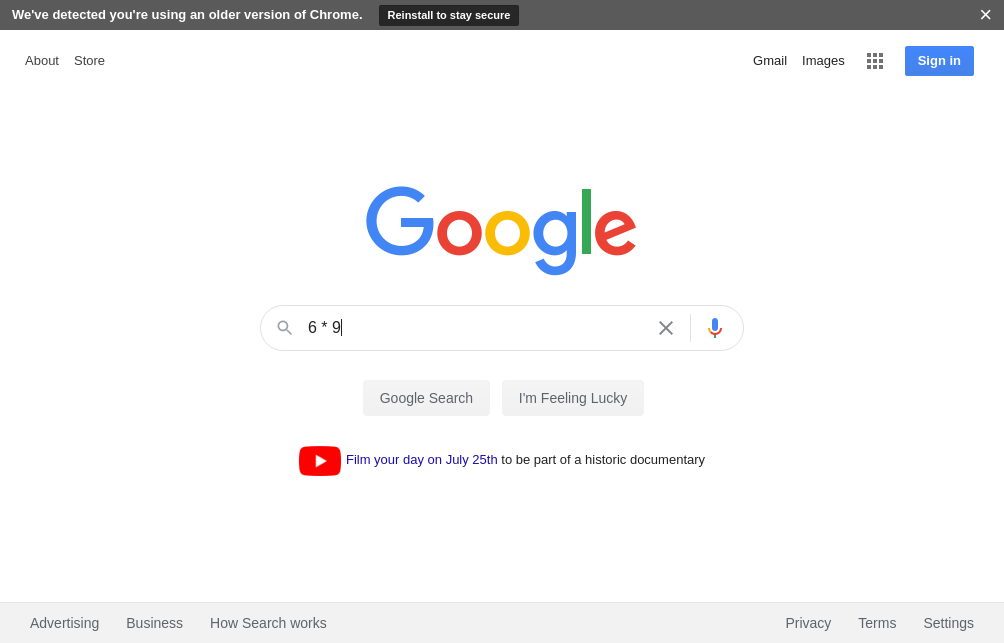 We've detected you're using an older version of Chrome. Reinstall to stay secure
About Store Gmail Images Sign in
Google
6 * 9
Google Search I'm Feeling Lucky
Film your day on July 25th to be part of a historic documentary
Advertising Business How Search works Privacy Terms Settings